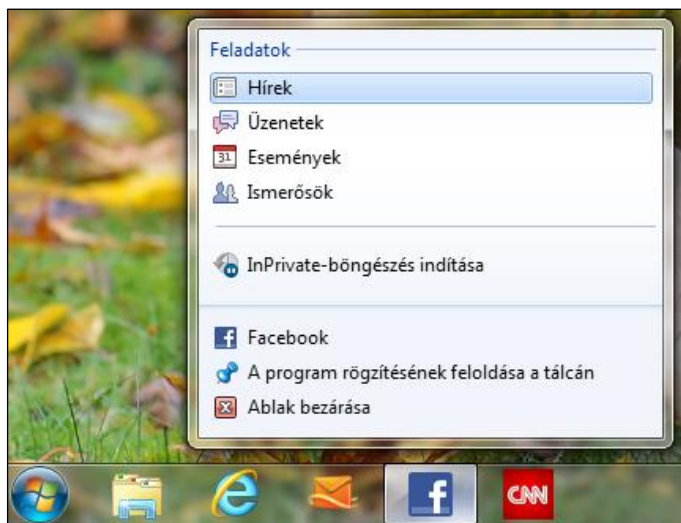 Feladatok
Hírek
Üzenetek
31 Események
Ismerősök
InPrivate-böngészés indítása
f Facebook
A program rögzítésének feloldása a tálcán
Ablak bezárása
f CNN